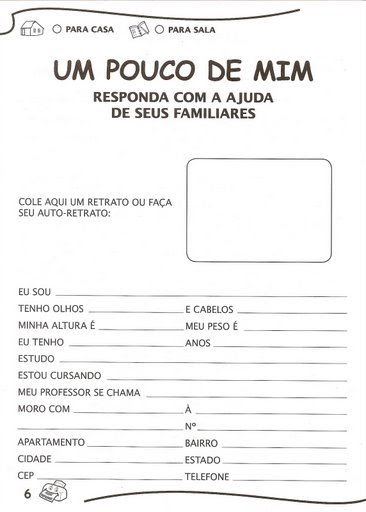 PARA CASA PARA SALA
UM POUCO DE MIM
RESPONDA COM A AJUDA
DE SEUS FAMILIARES
COLE AQUI UM RETRATO OU FAÇA
SEU AUTO-RETRATO:
EU SOU
TENHO OLHOS E CABELOS
MINHA ALTURA É MEU PESO É
EU TENHO ANOS
ESTUDO
ESTOU CURSANDO
MEU PROFESSOR SE CHAMA
MORO COM À
Nº
APARTAMENTO BAIRRO
CIDADE ESTADO
CEP TELEFONE
6